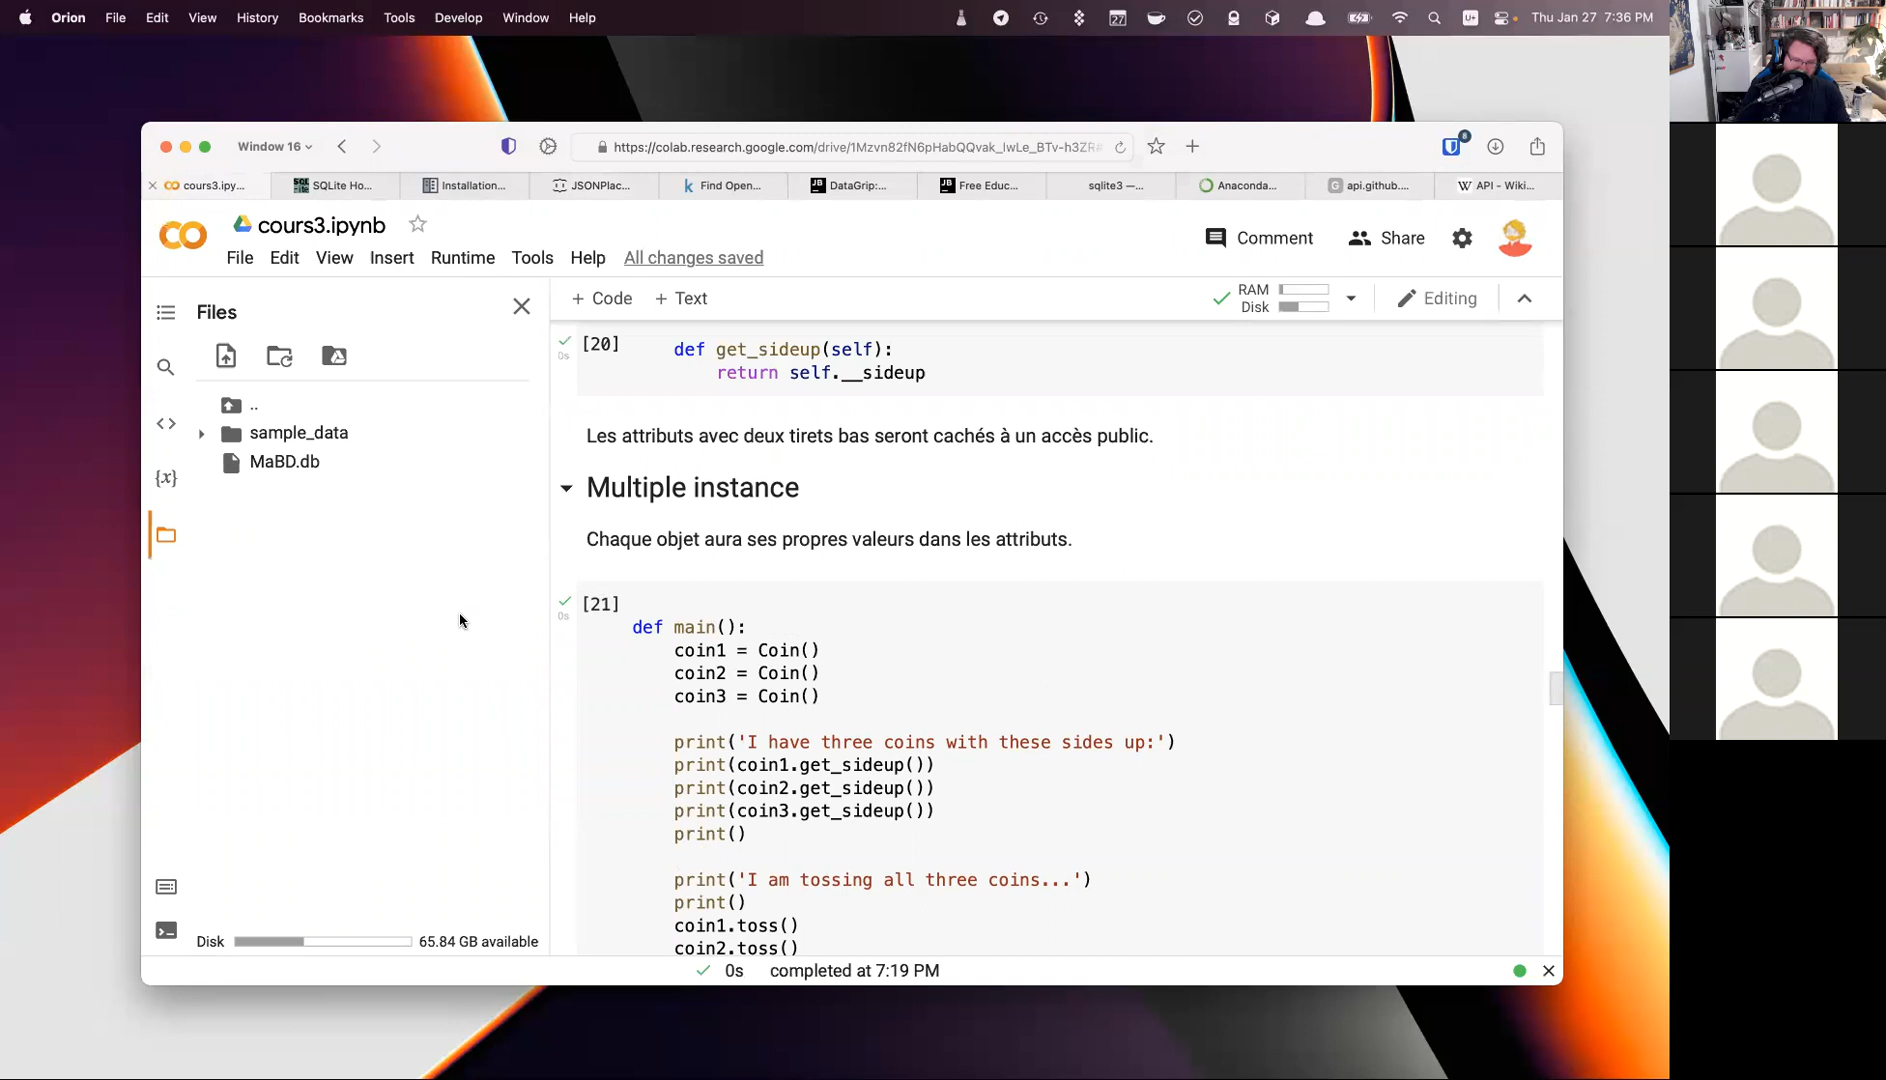 Orion File Edit View History Bookmarks Tools Develop Window Help
27
U+
Thu Jan 27 7:36 PM
Window 16
https://colab.research.google.com/drive/1Mzvn82fN6pHabQQvak_lwLe_BTv-h3ZR#
8
cours3.ipy...
SQLite Ho...
Installation...
JSONPlac...
Find Open...
DataGrip:...
Free Educ...
sqlite3 —...
Anaconda...
api.github....
API - Wiki...
cours3.ipynb
File Edit View Insert Runtime Tools Help All changes saved
Comment
Share
Files
+ Code + Text
RAM
Disk
Editing
..
sample_data
MaBD.db
Disk
65.84 GB available
[20]
0s
def get_sideup(self):
return self.__sideup
Les attributs avec deux tirets bas seront cachés à un accès public.
Multiple instance
Chaque objet aura ses propres valeurs dans les attributs.
[21]
0s
def main():
coin1 = Coin()
coin2 = Coin()
coin3 = Coin()
print('I have three coins with these sides up:')
print(coin1.get_sideup())
print(coin2.get_sideup())
print(coin3.get_sideup())
print()
print('I am tossing all three coins...')
print()
coin1.toss()
coin2.toss()
0s completed at 7:19 PM